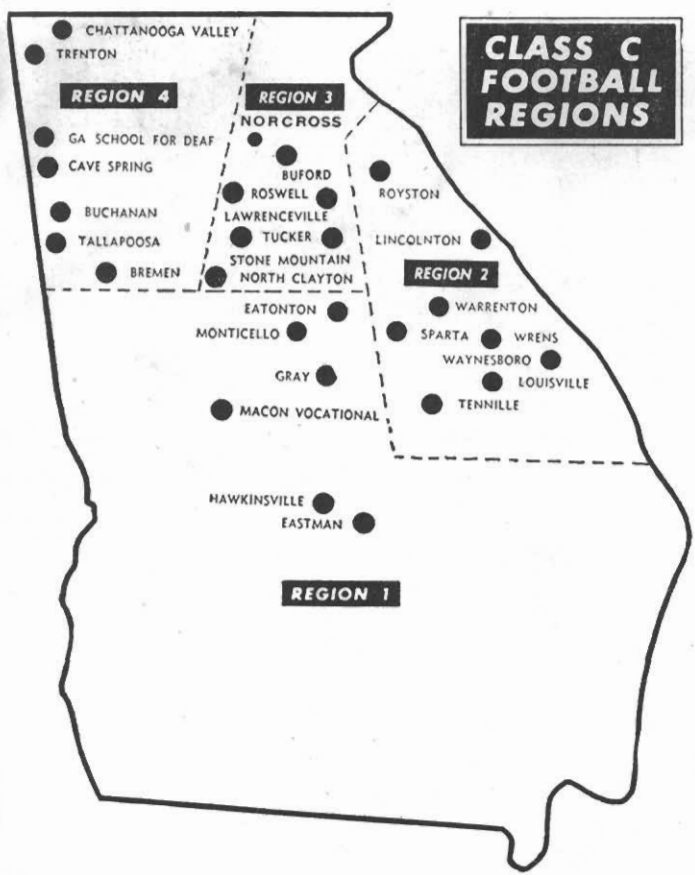 CLASS C
FOOTBALL
REGIONS
CHATTANOOGA VALLEY
TRENTON
REGION 4
GA SCHOOL FOR DEAF
CAVE SPRING
BUCHANAN
TALLAPOOSA
BREMEN
REGION 3
NORCROSS
BUFORD
ROSWELL
LAWRENCEVILLE
TUCKER
STONE MOUNTAIN
NORTH CLAYTON
ROYSTON
LINCOLNTON
REGION 2
WARRENTON
SPARTA
WRENS
WAYNESBORO
LOUISVILLE
TENNILLE
EATONTON
MONTICELLO
GRAY
MACON VOCATIONAL
HAWKINSVILLE
EASTMAN
REGION 1